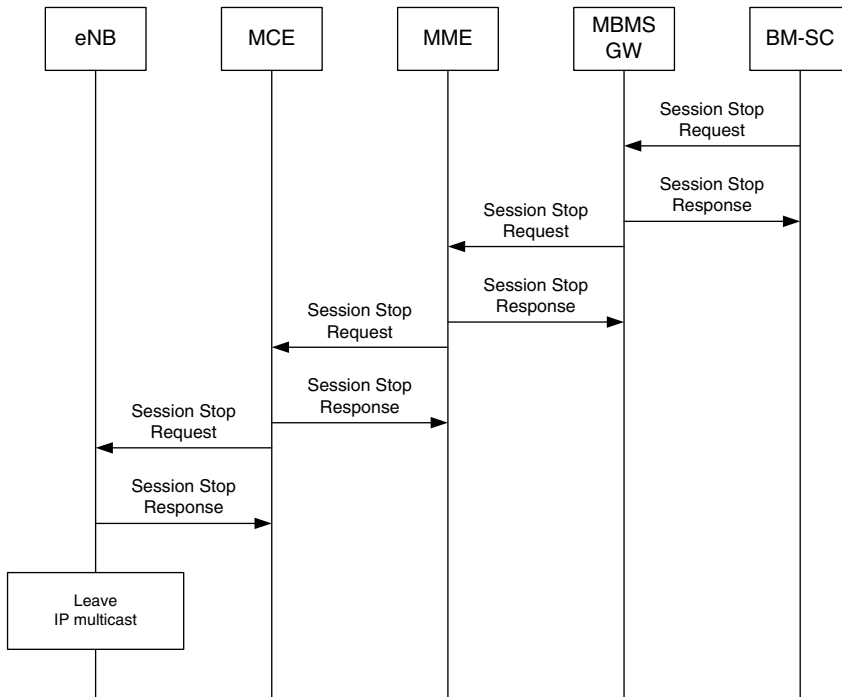 eNB
MCE
MME
MBMS
GW
BM-SC
Session Stop
Request
Session Stop
Response
Session Stop
Request
Session Stop
Response
Session Stop
Request
Session Stop
Response
Session Stop
Request
Session Stop
Response
Leave
IP multicast